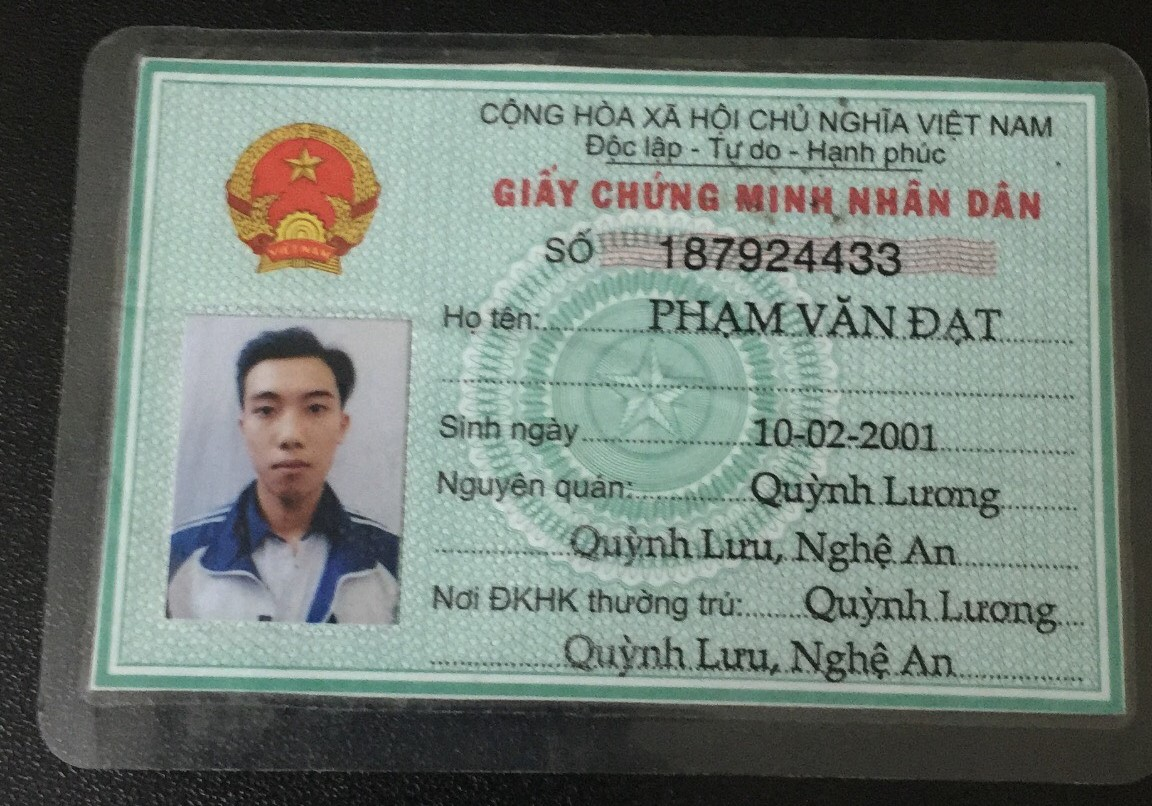 CỘNG HÒA XÃ HỘI CHỦ NGHĨA VIỆT NAM
Độc lập - Tự do - Hạnh phúc
GIẤY CHỨNG MINH NHÂN DÂN
SỐ 187924433
VIỆT NAM
Họ tên: PHẠM VĂN ĐẠT
Sinh ngày 10-02-2001
Nguyên quán: Quỳnh Lương
Quỳnh Lưu, Nghệ An
Nơi ĐKHK thường trú: Quỳnh Lương
Quỳnh Lưu, Nghệ An